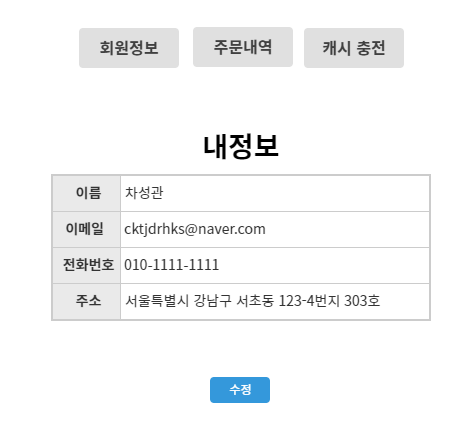 회원정보 주문내역 캐시 충전
내정보
이름 차성관
이메일 cktjdrhks@naver.com
전화번호 010-1111-1111
주소 서울특별시 강남구 서초동 123-4번지 303호
수정